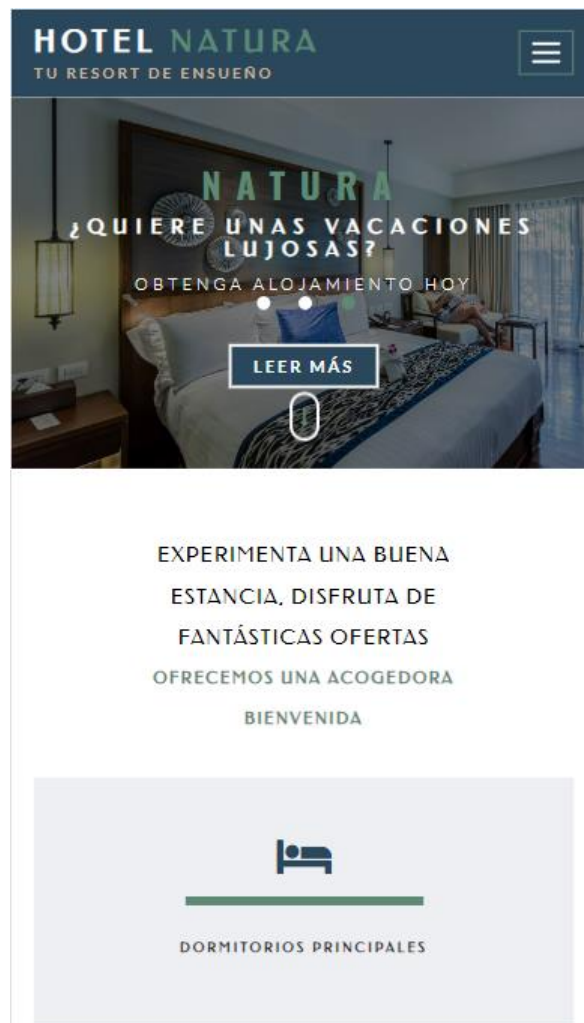 HOTEL NATURA
TU RESORT DE ENSUEÑO
NATURA
¿QUIERE UNAS VACACIONES
LUJOSAS?
OBTENGA ALOJAMIENTO HOY
LEER MÁS
EXPERIMENTA UNA BUENA
ESTANCIA, DISFRUTA DE
FANTÁSTICAS OFERTAS
OFRECEMOS UNA ACOGEDORA
BIENVENIDA
DORMITORIOS PRINCIPALES